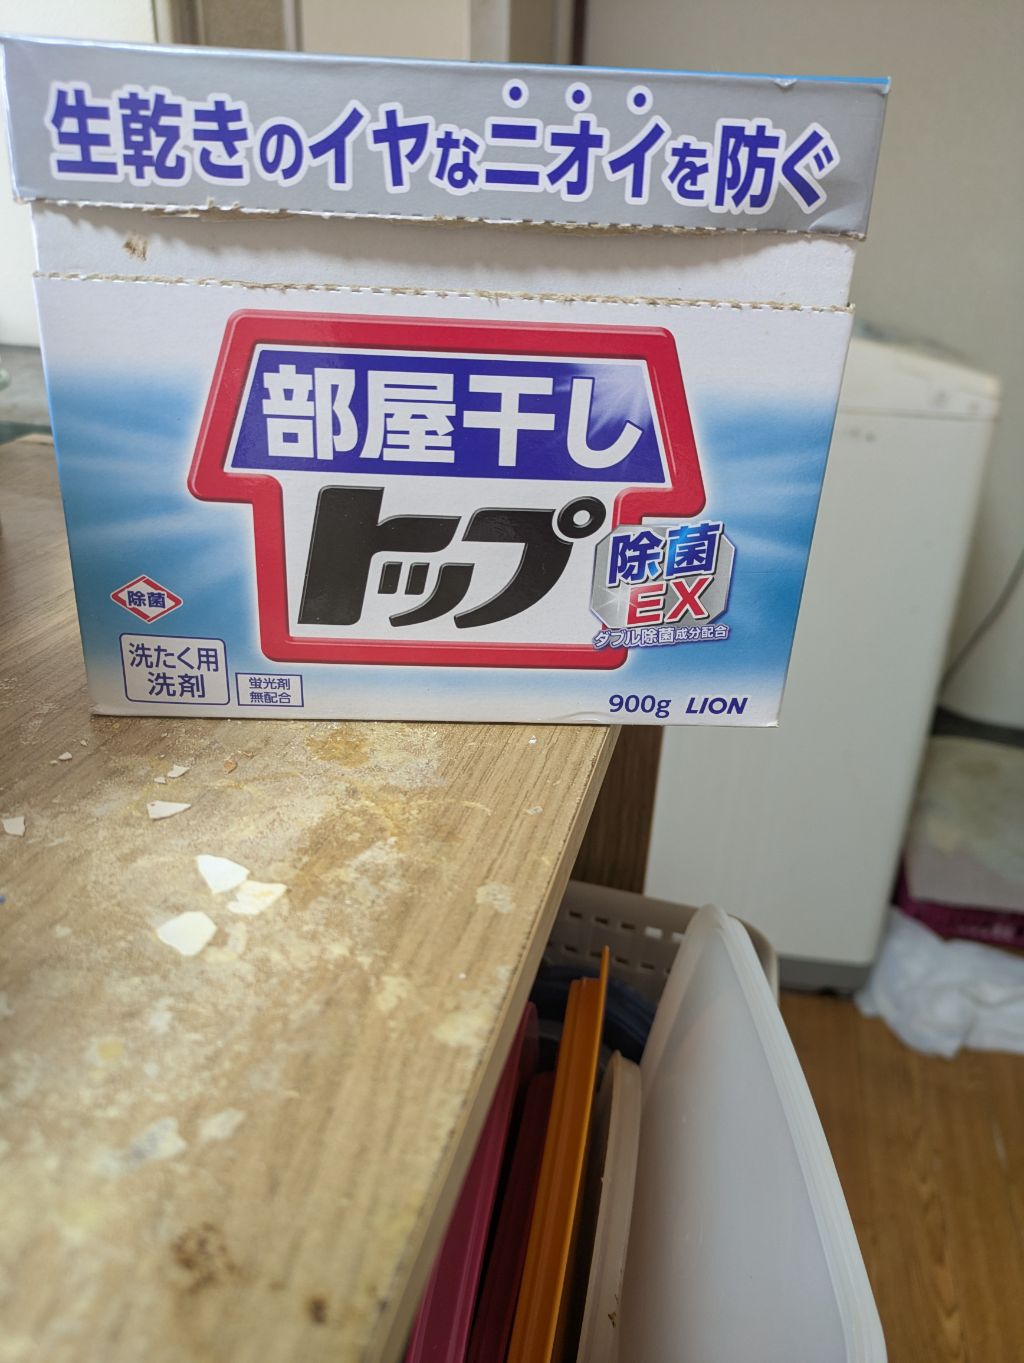 生乾きのイヤなニオイを防ぐ
部屋干し
トップ
除菌
EX
ダブル除菌成分配合
除菌
洗たく用
洗剤
蛍光剤
無配合
900g LION